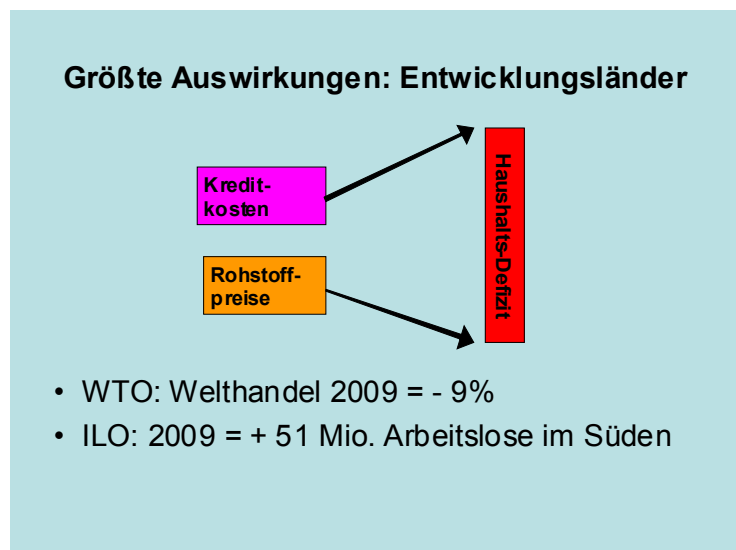 Größte Auswirkungen: Entwicklungsländer
Kredit-
kosten
Rohstoff-
preise
Haushalts-Defizit
• WTO: Welthandel 2009 = - 9%
• ILO: 2009 = + 51 Mio. Arbeitslose im Süden